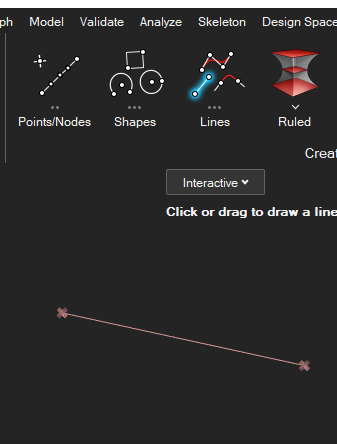 ph Model Validate Analyze Skeleton Design Space
Points/Nodes Shapes Lines Ruled
Creat
Interactive
Click or drag to draw a line